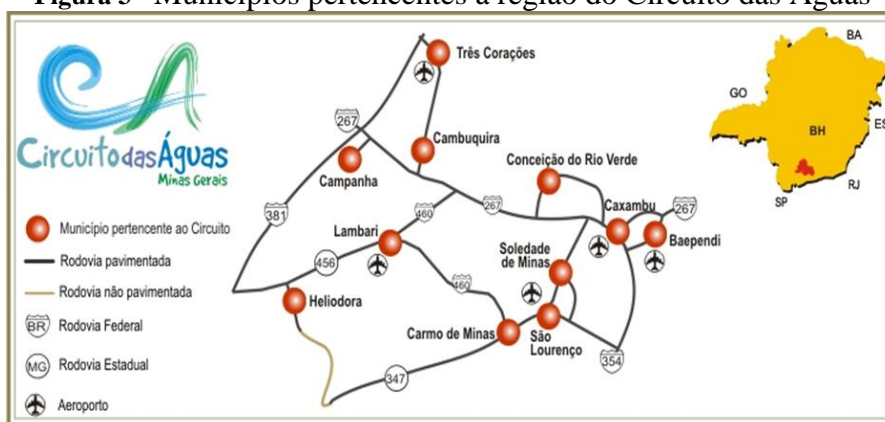 Figura 3 - Municípios pertencentes à região do Circuito das Águas
Circuito das Águas
Minas Gerais
Município pertencente ao Circuito
Rodovia pavimentada
Rodovia não pavimentada
BR Rodovia Federal
MG Rodovia Estadual
Aeroporto
Três Corações
267
Cambuquira
Campanha
Conceição do Rio Verde
381
460
267
Caxambu
267
Lambari
Baependi
456
Soledade
de Minas
460
Heliodora
Carmo de Minas
São
Lourenço
354
347
BA
GO
BH
ES
SP
RJ